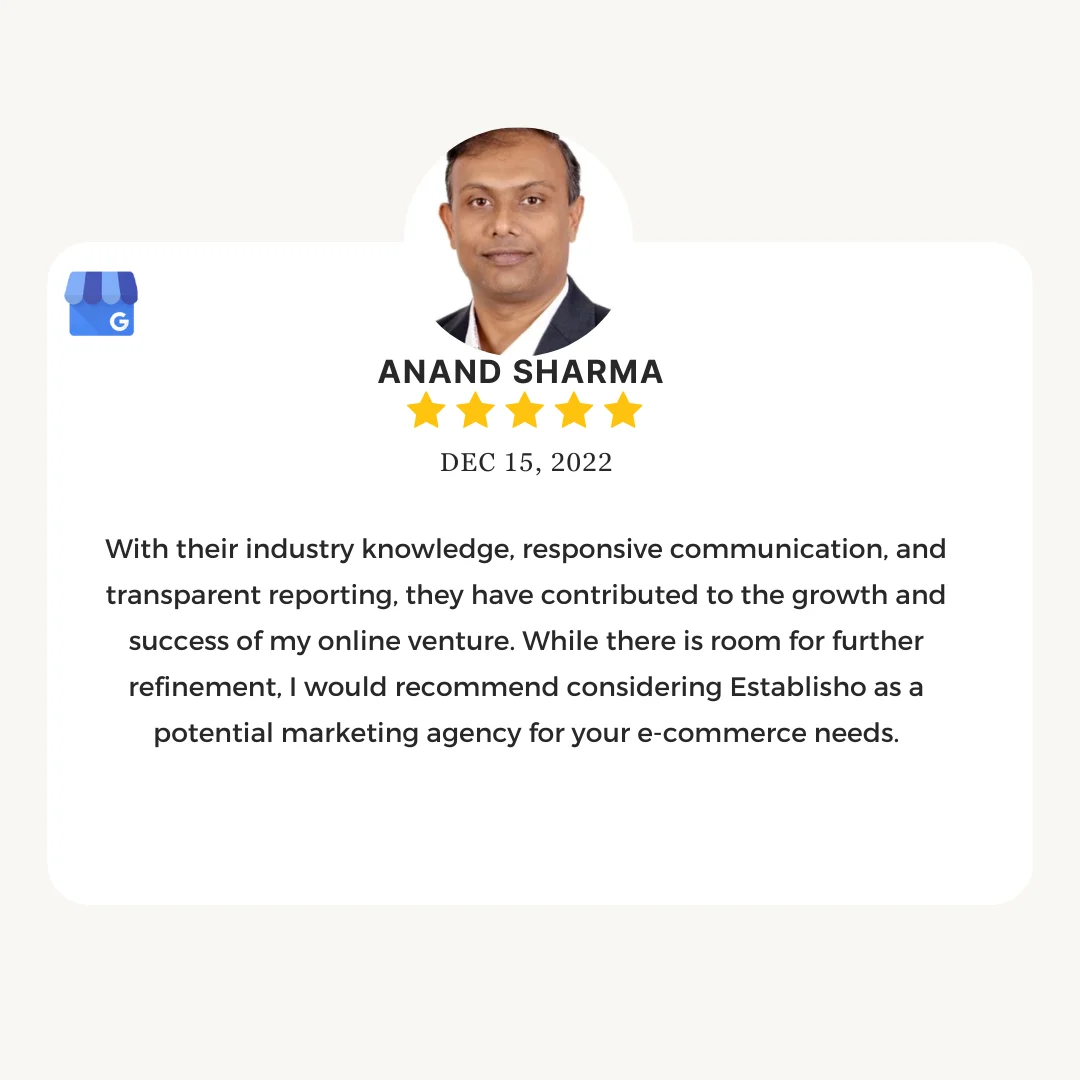 G
ANAND SHARMA
DEC 15, 2022
With their industry knowledge, responsive communication, and
transparent reporting, they have contributed to the growth and
success of my online venture. While there is room for further
refinement, I would recommend considering Establisho as a
potential marketing agency for your e-commerce needs.